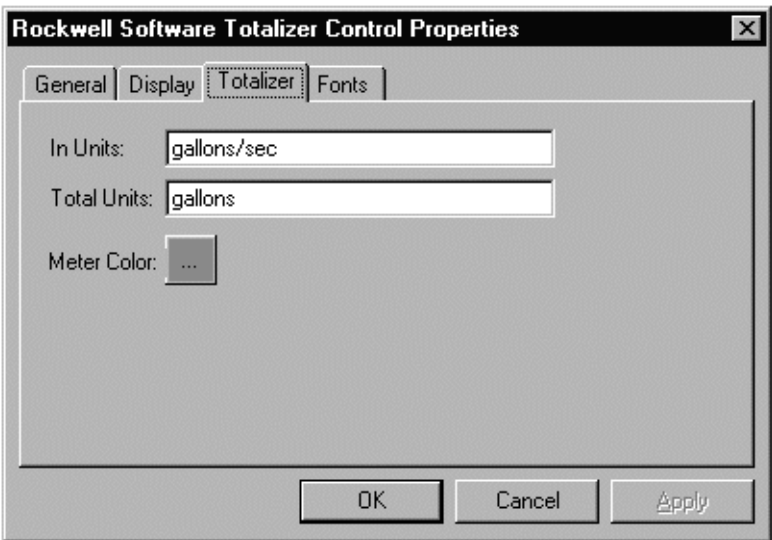 Rockwell Software Totalizer Control Properties
General Display Totalizer Fonts
In Units: gallons/sec
Total Units: gallons
Meter Color: ...
OK Cancel Apply